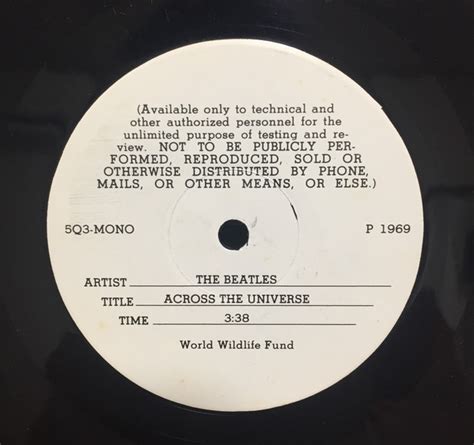 (Available only to technical and
other authorized personnel for the
unlimited purpose of testing and re-
view. NOT TO BE PUBLICLY PER-
FORMED, REPRODUCED, SOLD OR
OTHERWISE DISTRIBUTED BY PHONE,
MAILS, OR OTHER MEANS, OR ELSE.)
5Q3-MONO P 1969
ARTIST THE BEATLES
TITLE ACROSS THE UNIVERSE
TIME 3:38
World Wildlife Fund